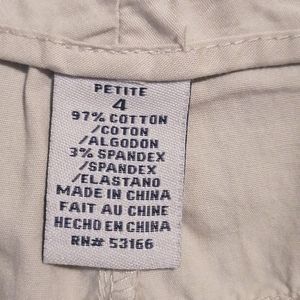 PETITE
4
97% COTTON
/COTON
/ALGODON
3% SPANDEX
/SPANDEX
/ELASTANO
MADE IN CHINA
FAIT AU CHINE
HECHO EN CHINA
RN# 53166